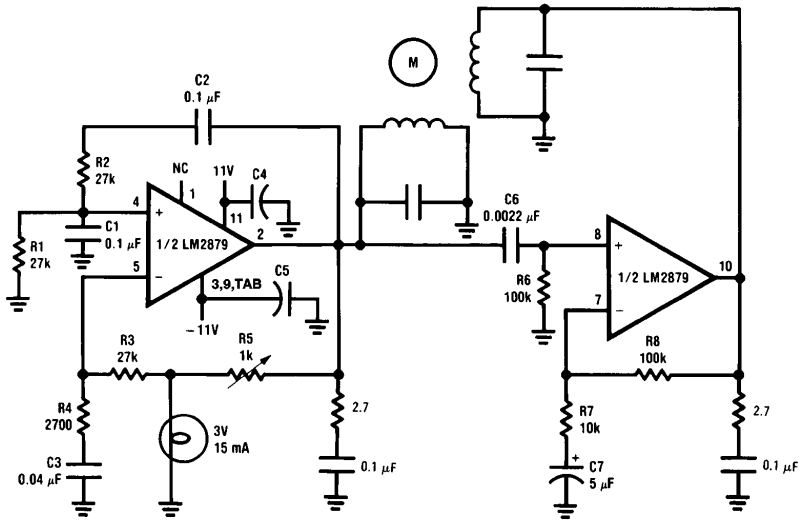 M
C2
0.1 μF
R2
27k
NC
1
11V
C4
11
4
+
C1
0.1 μF
1/2 LM2879
2
R1
27k
5
−
3,9,TAB
C5
−11V
C6
0.0022 μF
8
+
R6
100k
1/2 LM2879
10
7
−
R3
27k
R5
1k
R8
100k
R4
2700
3V
15 mA
2.7
R7
10k
2.7
C3
0.04 μF
0.1 μF
+
C7
5 μF
0.1 μF